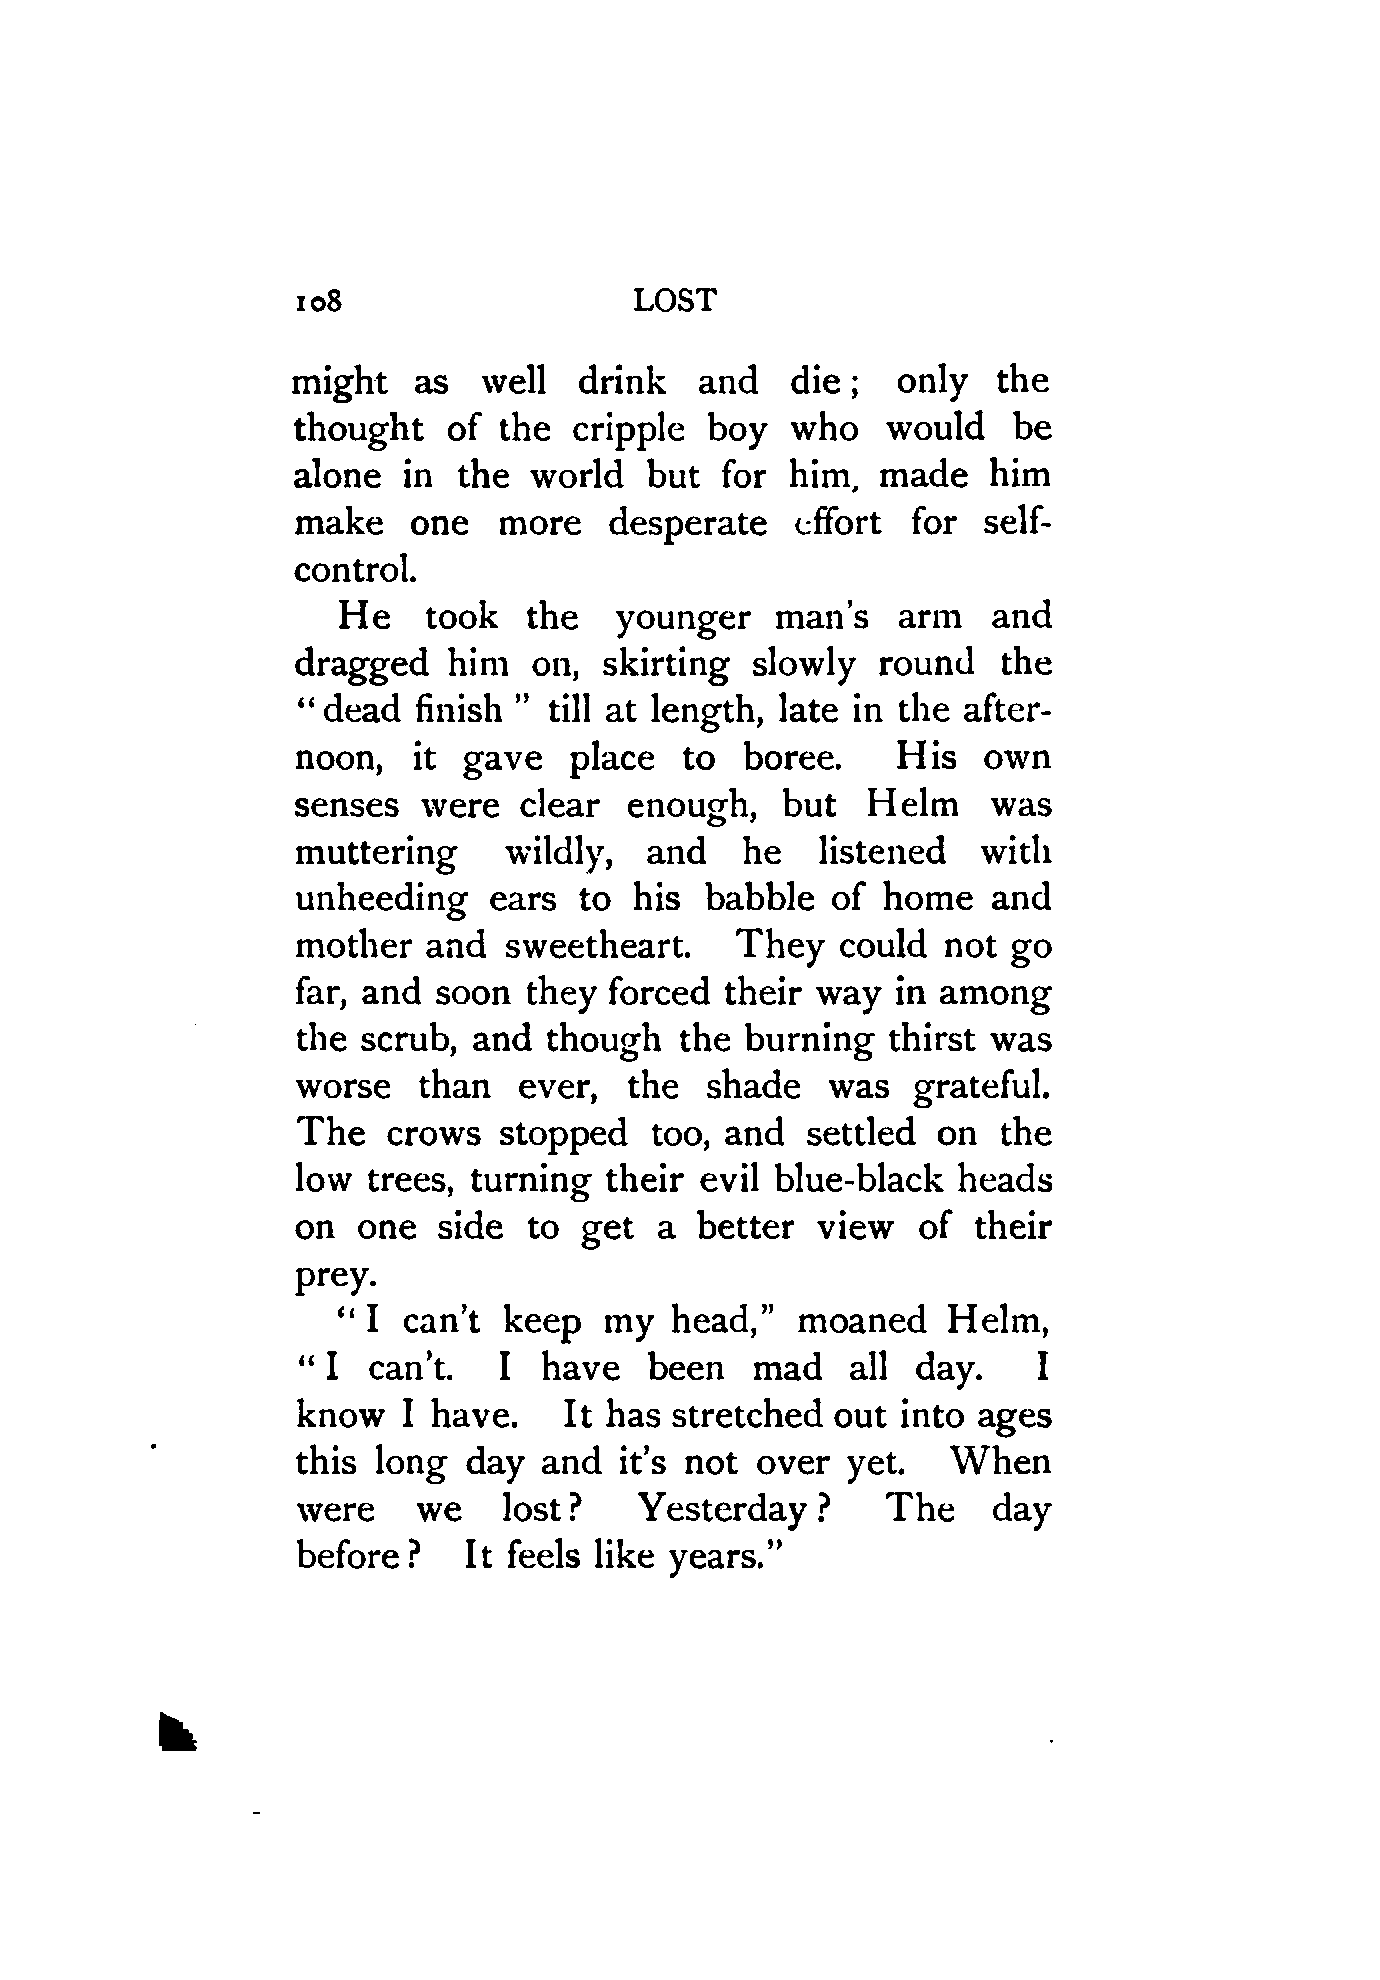 108 LOST
might as well drink and die; only the
thought of the cripple boy who would be
alone in the world but for him, made him
make one more desperate effort for self-
control.
He took the younger man's arm and
dragged him on, skirting slowly round the
"dead finish" till at length, late in the after-
noon, it gave place to boree. His own
senses were clear enough, but Helm was
muttering wildly, and he listened with
unheeding ears to his babble of home and
mother and sweetheart. They could not go
far, and soon they forced their way in among
the scrub, and though the burning thirst was
worse than ever, the shade was grateful.
The crows stopped too, and settled on the
low trees, turning their evil blue-black heads
on one side to get a better view of their
prey.
"I can't keep my head," moaned Helm,
"I can't. I have been mad all day. I
know I have. It has stretched out into ages
this long day and it's not over yet. When
were we lost? Yesterday? The day
before? It feels like years."